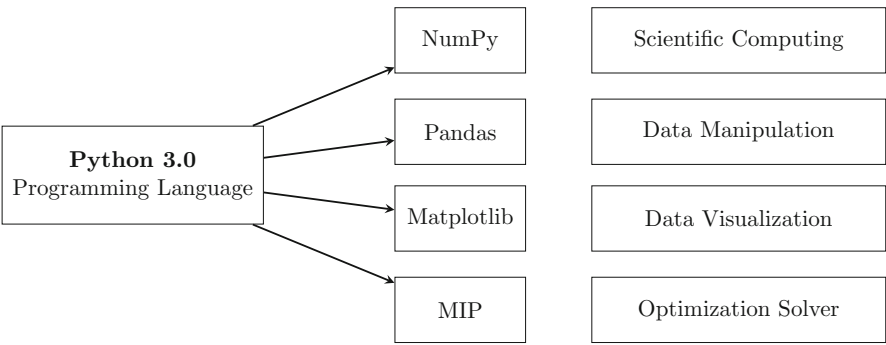 Python 3.0
Programming Language
NumPy
Scientific Computing
Pandas
Data Manipulation
Matplotlib
Data Visualization
MIP
Optimization Solver